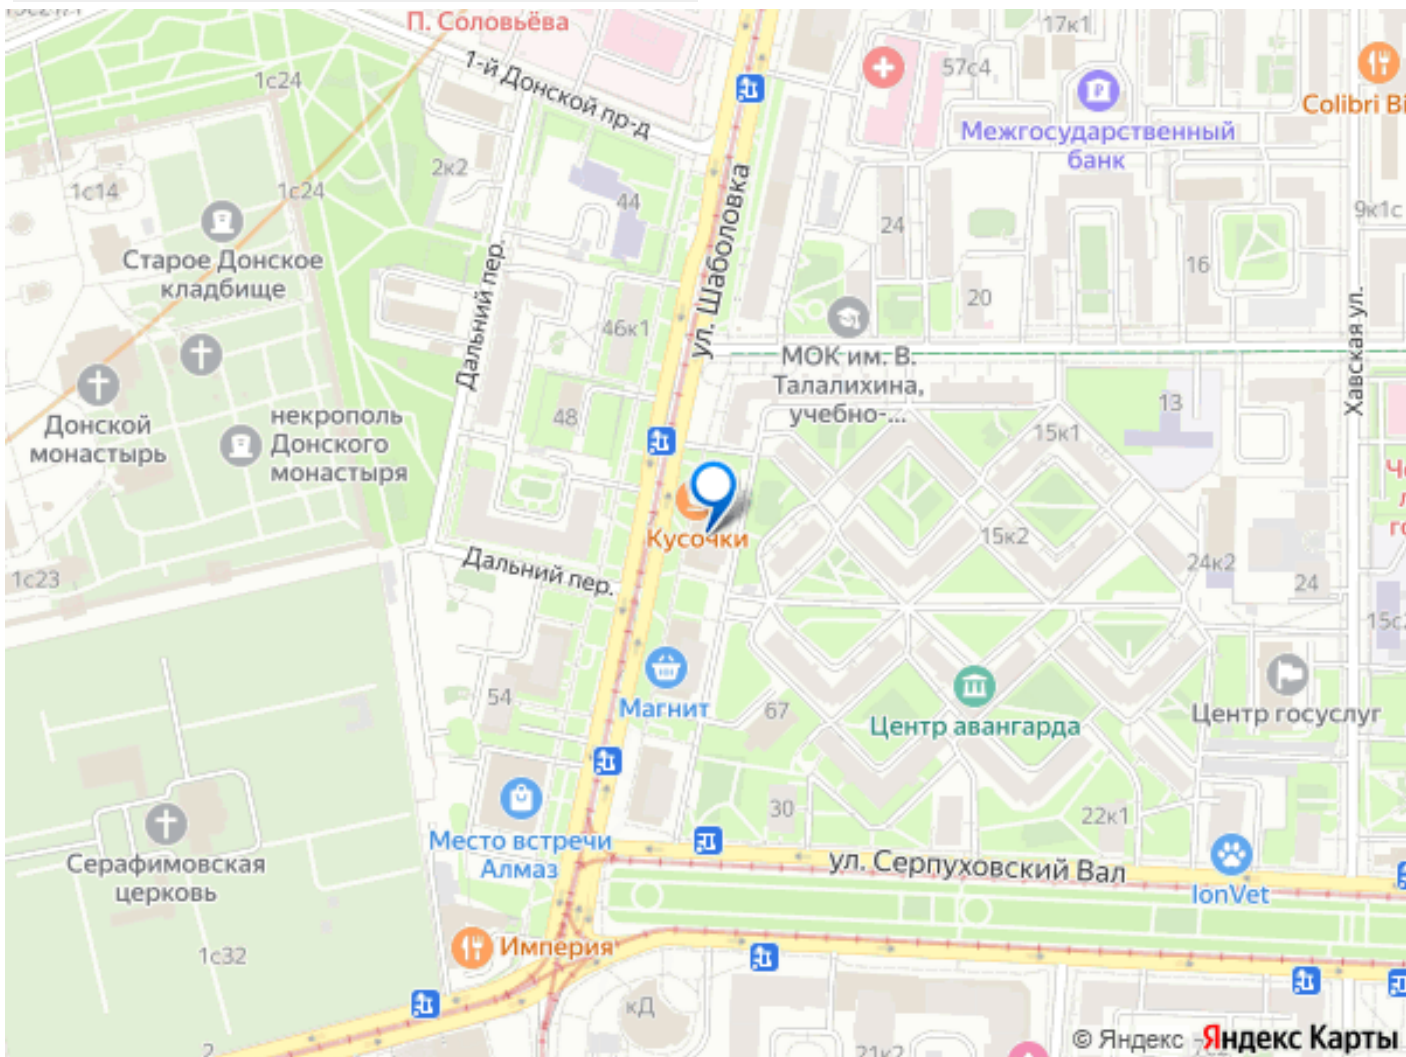 П. Соловьёва
17к1
1с24
1-й Донской пр-д
57с4
Colibri Bi
Межгосударственный
банк
2к2
1с14
1с24
44
ул. Шаболовка
24
9к1с
Старое Донское
кладбище
Дальний пер.
16
20
46к1
МОК им. В.
Талалихина,
учебно-...
Хавская ул.
13
Донской
монастырь
некрополь
Донского
монастыря
48
15к1
Кусочки
15к2
Дальний пер.
1с23
24к2
24
54
Магнит
67
Центр авангарда
Центр госуслуг
30
22к1
Место встречи
Алмаз
ул. Серпуховский Вал
Серафимовская
церковь
IonVet
1с32
Империя
кД
2
21к2
© Яндекс
Яндекс Карты